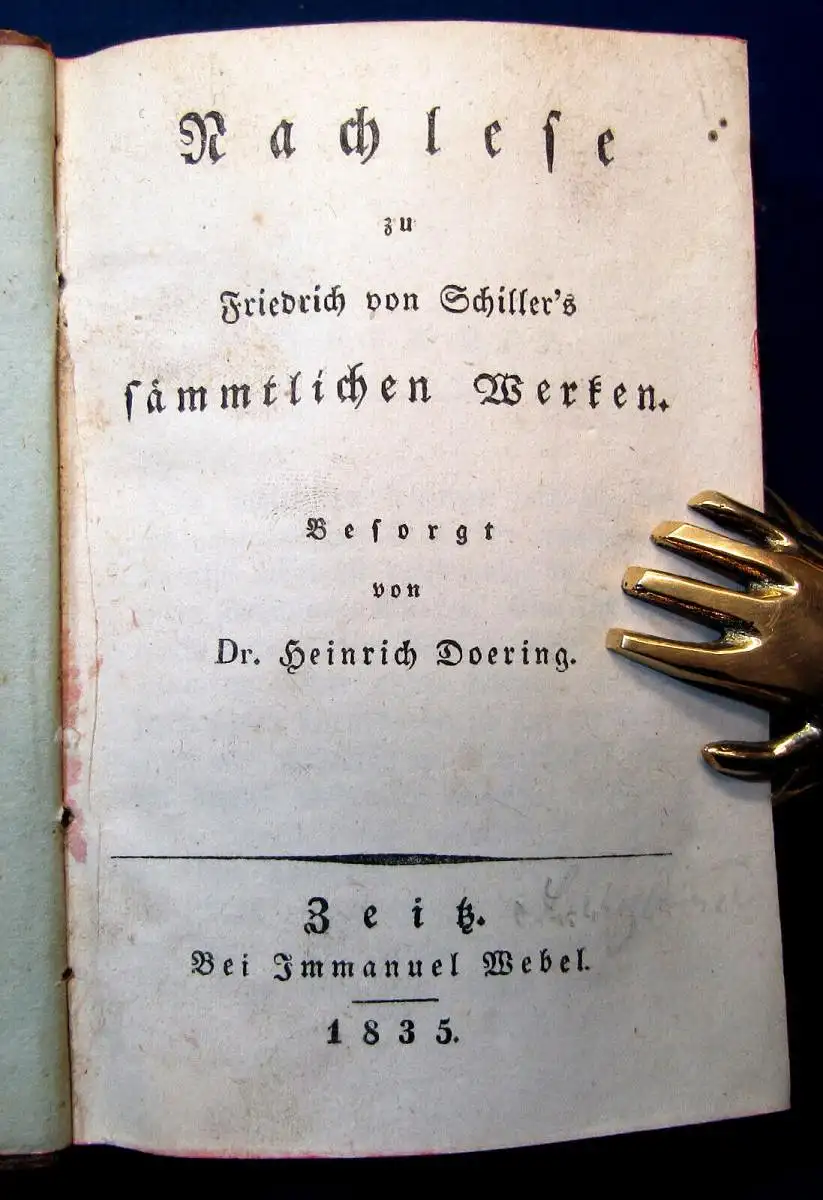 Nachlese
zu
Friedrich von Schiller's
sämmtlichen Werken.
Besorgt
von
Dr. Heinrich Doering.
Zeitz.
Bei Immanuel Webel.
1835.